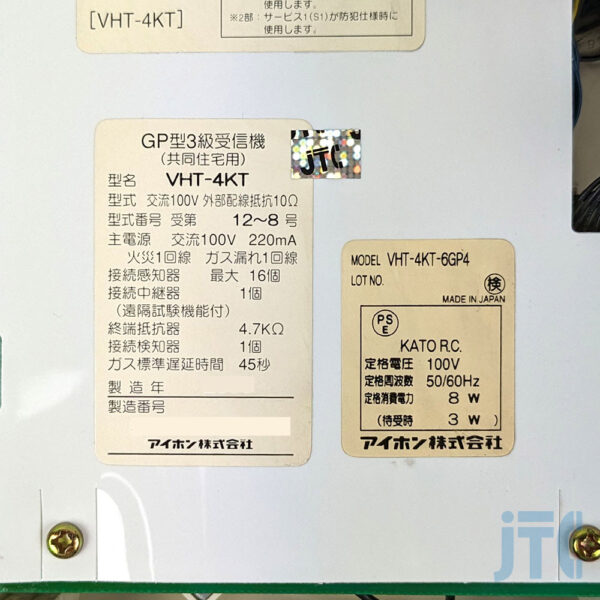 [VHT-4KT]
使用します。
※2部：サービス1(S1)が防犯仕様時に
使用します。
GP型3級受信機
(共同住宅用)
型名 VHT-4KT
型式 交流100V 外部配線抵抗10Ω
型式番号 受第 12〜8 号
主電源 交流100V 220mA
火災1回線 ガス漏れ1回線
接続感知器 最大 16個
接続中継器 1個
(遠隔試験機能付)
終端抵抗器 4.7KΩ
接続検知器 1個
ガス標準遅延時間 45秒
製造年
製造番号
アイホン株式会社
JTC
MODEL VHT-4KT-6GP4
LOT NO.
検
MADE IN JAPAN
PS
E
KATO R.C.
定格電圧 100V
定格周波数 50/60Hz
定格消費電力 8 W
(待受時 3 W)
アイホン株式会社
JTC